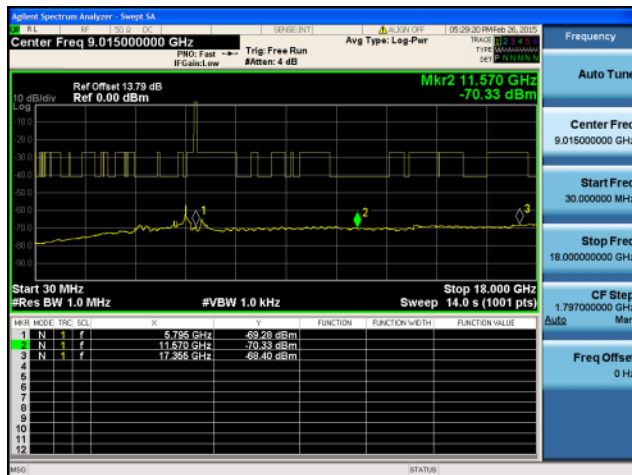 Agilent Spectrum Analyzer - Swept SA
RL RF 50 Ω DC SENSE:INT ALIGN OFF 05:29:20 PM Feb 26, 2015
Center Freq 9.015000000 GHz
PNO: Fast
IFGain:Low
Trig: Free Run
#Atten: 4 dB
Avg Type: Log-Pwr
TRACE 1 2 3 4 5 6
TYPE
DET P N N N N N
Frequency
Auto Tune
Mkr2 11.570 GHz
-70.33 dBm
Ref Offset 13.79 dB
10 dB/div Ref 0.00 dBm
Log
-10.0
-20.0
-30.0
-40.0
-50.0
-60.0
-70.0
-80.0
-90.0
1
2
3
Center Freq
9.015000000 GHz
Start Freq
30.000000 MHz
Stop Freq
18.000000000 GHz
CF Step
1.797000000 GHz
Auto Man
Freq Offset
0 Hz
Start 30 MHz Stop 18.000 GHz
#Res BW 1.0 MHz #VBW 1.0 kHz Sweep 14.0 s (1001 pts)
MKR MODE TRC SCL X Y FUNCTION FUNCTION WIDTH FUNCTION VALUE
1 N 1 f 5.795 GHz -69.28 dBm
2 N 1 f 11.570 GHz -70.33 dBm
3 N 1 f 17.355 GHz -68.40 dBm
4
5
6
7
8
9
10
11
12
MSG STATUS